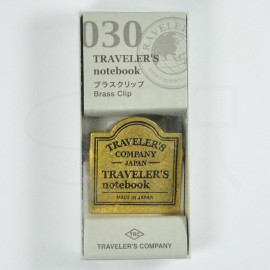 030
TRAVELER'S
notebook
ブラスクリップ
Brass Clip
TRAVELER'S
COMPANY
JAPAN
TRAVELER'S
notebook
MADE IN JAPAN
TRC
TRAVELER'S COMPANY